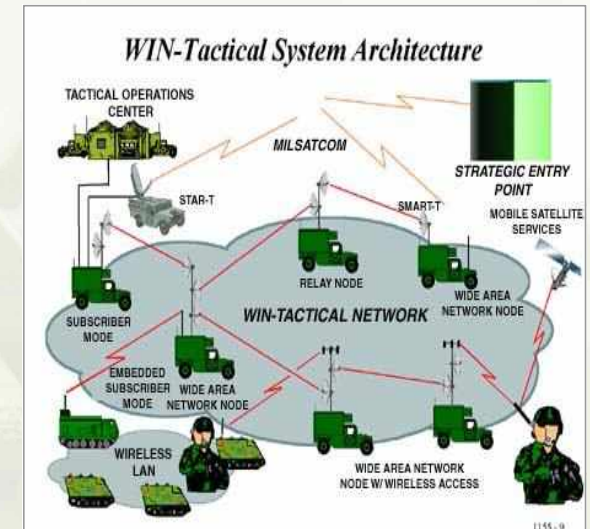 WIN-Tactical System Architecture
TACTICAL OPERATIONS
CENTER
MILSATCOM
STRATEGIC ENTRY
POINT
STAR-T
SMART-T
MOBILE SATELLITE
SERVICES
RELAY NODE
WIDE AREA
NETWORK NODE
SUBSCRIBER
MODE
WIN-TACTICAL NETWORK
EMBEDDED
SUBSCRIBER
MODE
WIDE AREA
NETWORK NODE
WIRELESS
LAN
WIDE AREA NETWORK
NODE W/ WIRELESS ACCESS
1155-9